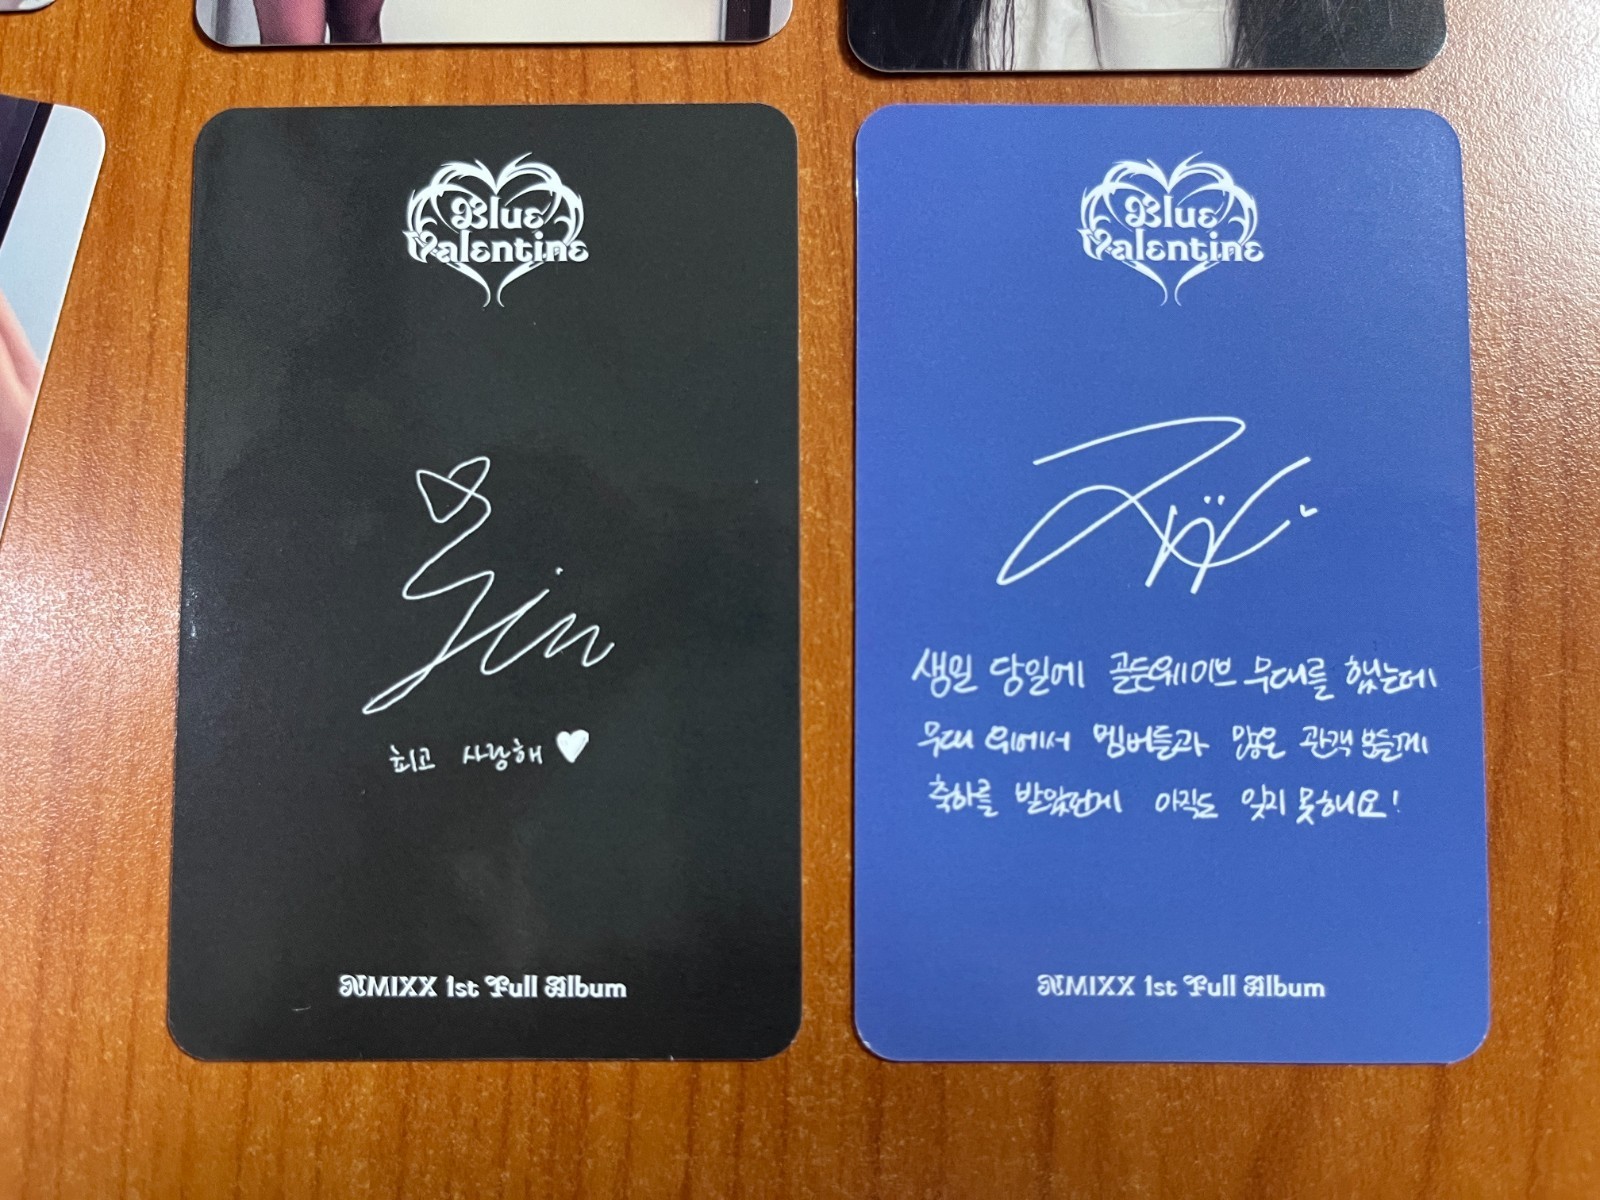 Blue
Valentine
최고 사랑해
NMIXX 1st Full Album
Blue
Valentine
생일 당일에 골든웨이브 무대를 했는데
무대 위에서 멤버들과 많은 관객분들께
축하를 받았던게 아직도 잊지 못해요!
NMIXX 1st Full Album